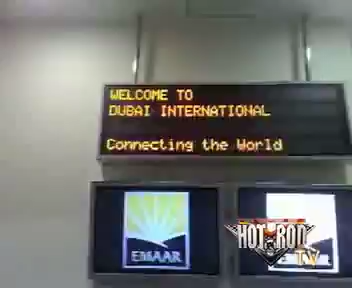 WELCOME TO
DUBAI INTERNATIONAL
Connecting the World
EMAAR
HOT ROD
TV